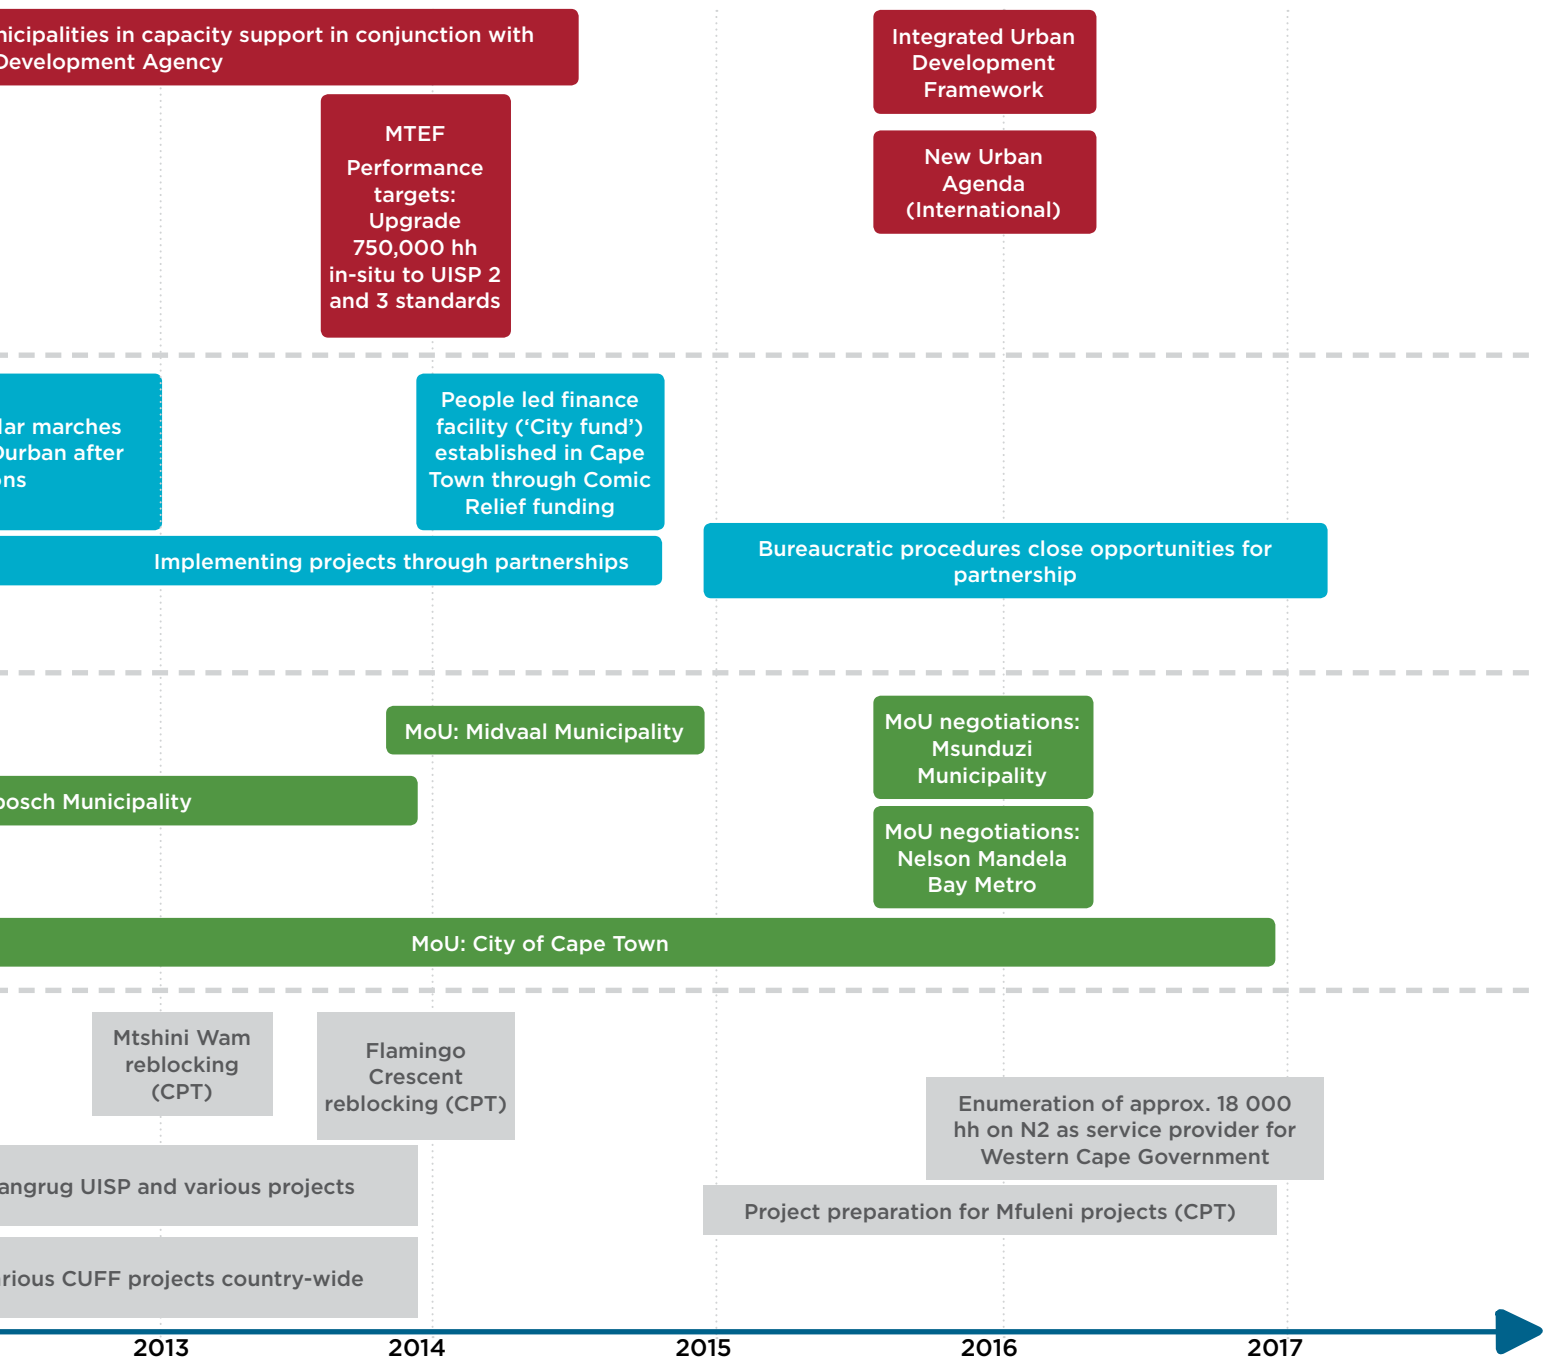 nicipalities in capacity support in conjunction with
Development Agency
Integrated Urban
Development
Framework
MTEF
Performance
targets:
Upgrade
750,000 hh
in-situ to UISP 2
and 3 standards
New Urban
Agenda
(International)
lar marches
Durban after
ons
People led finance
facility (‘City fund’)
established in Cape
Town through Comic
Relief funding
Implementing projects through partnerships
Bureaucratic procedures close opportunities for
partnership
MoU: Midvaal Municipality
MoU negotiations:
Msunduzi
Municipality
bosch Municipality
MoU negotiations:
Nelson Mandela
Bay Metro
MoU: City of Cape Town
Mtshini Wam
reblocking
(CPT)
Flamingo
Crescent
reblocking (CPT)
Enumeration of approx. 18 000
hh on N2 as service provider for
Western Cape Government
angrug UISP and various projects
Project preparation for Mfuleni projects (CPT)
arious CUFF projects country-wide
2013
2014
2015
2016
2017